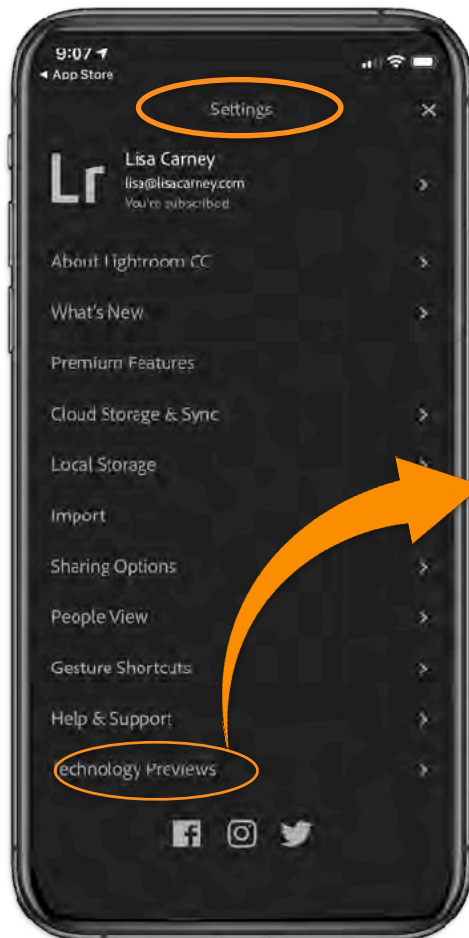 9:07
App Store
Settings
Lr
Lisa Carney
lisa@lisacarney.com
You're subscribed
About Lightroom CC
What's New
Premium Features
Cloud Storage & Sync
Local Storage
Import
Sharing Options
People View
Gesture Shortcuts
Help & Support
Technology Previews